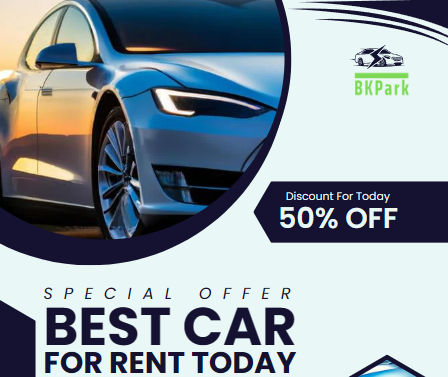 BKPark
Discount For Today
50% OFF
SPECIAL OFFER
BEST CAR
FOR RENT TODAY